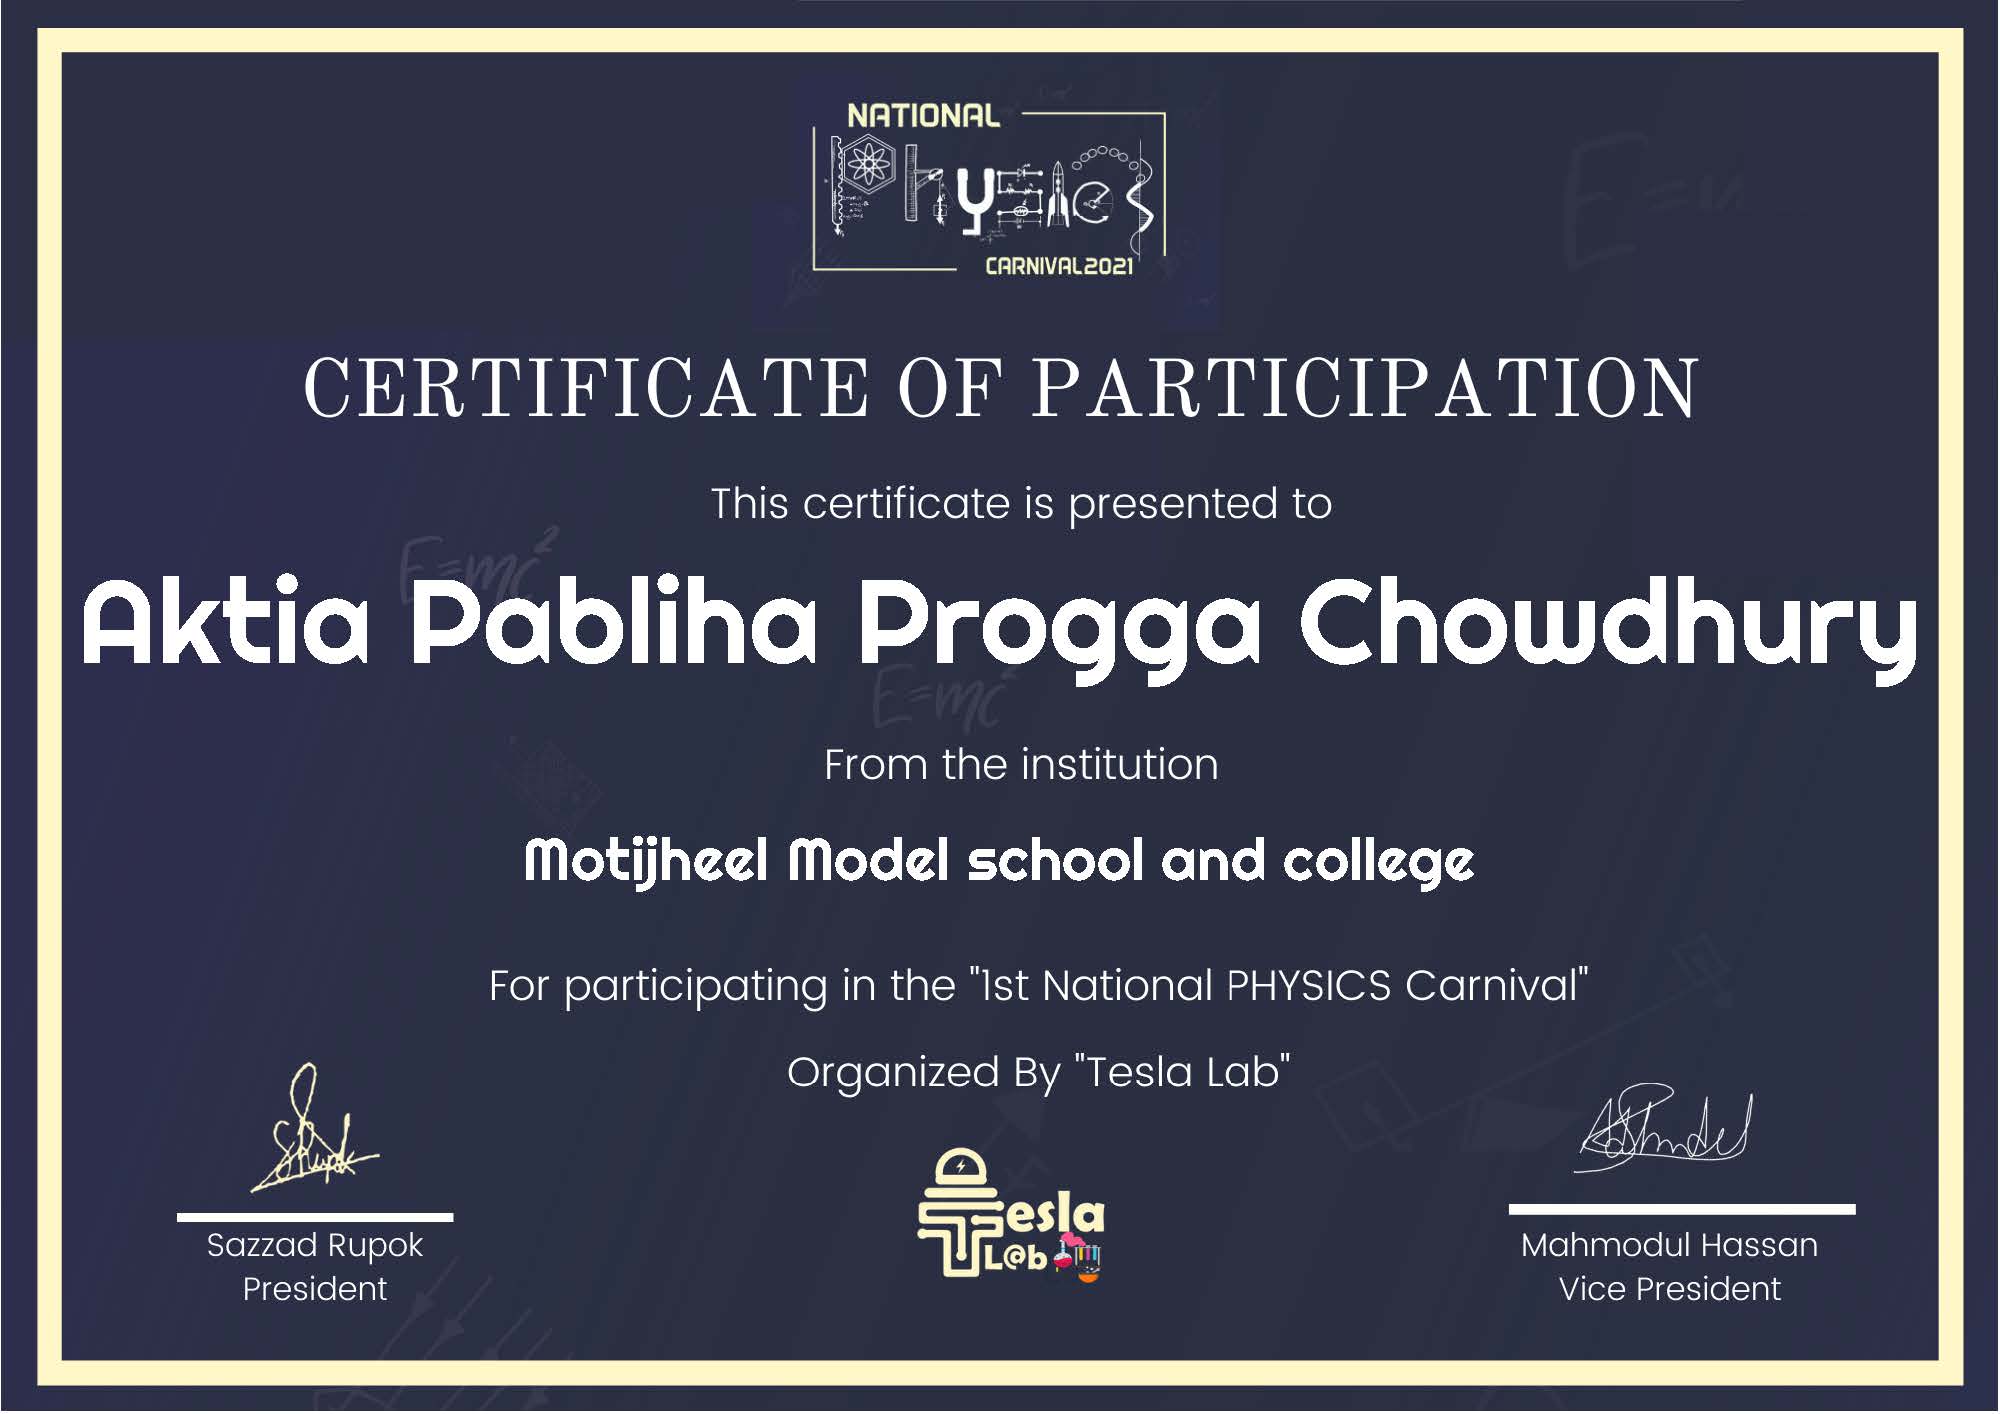 NATIONAL
Physics
CARNIVAL2021
CERTIFICATE OF PARTICIPATION
This certificate is presented to
E=mc²
Aktia Pabliha Progga Chowdhury
E=mc²
From the institution
Motijheel Model school and college
For participating in the "1st National PHYSICS Carnival"
Organized By "Tesla Lab"
Tesla
L@b
Sazzad Rupok
President
Mahmodul Hassan
Vice President